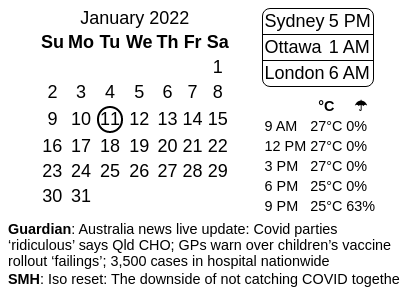 January 2022
Su Mo Tu We Th Fr Sa
1
2 3 4 5 6 7 8
9 10 11 12 13 14 15
16 17 18 19 20 21 22
23 24 25 26 27 28 29
30 31
Sydney 5 PM
Ottawa 1 AM
London 6 AM
°C ☂
9 AM 27°C 0%
12 PM 27°C 0%
3 PM 27°C 0%
6 PM 25°C 0%
9 PM 25°C 63%
Guardian: Australia news live update: Covid parties
‘ridiculous’ says Qld CHO; GPs warn over children’s vaccine
rollout ‘failings’; 3,500 cases in hospital nationwide
SMH: Iso reset: The downside of not catching COVID togethe